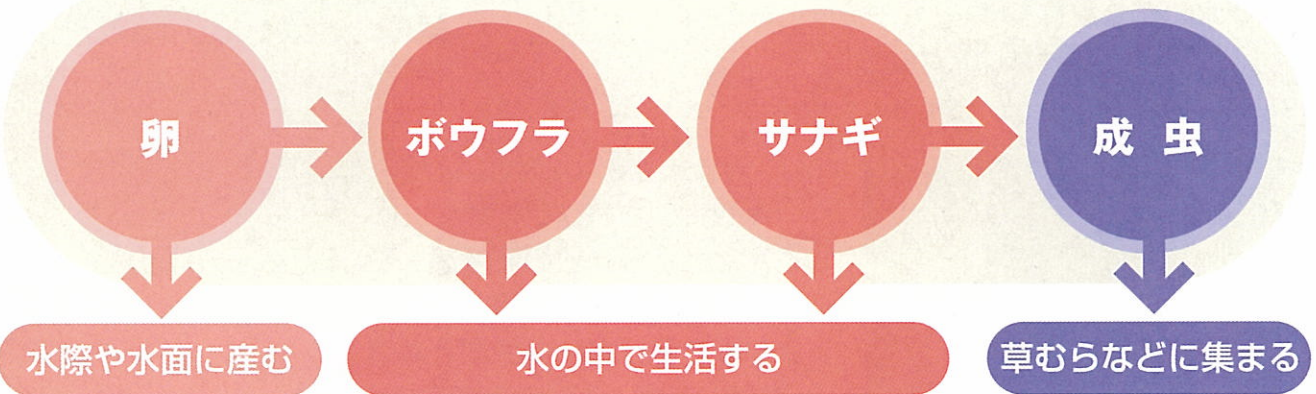 卵
ボウフラ
サナギ
成虫
水際や水面に産む
水の中で生活する
草むらなどに集まる